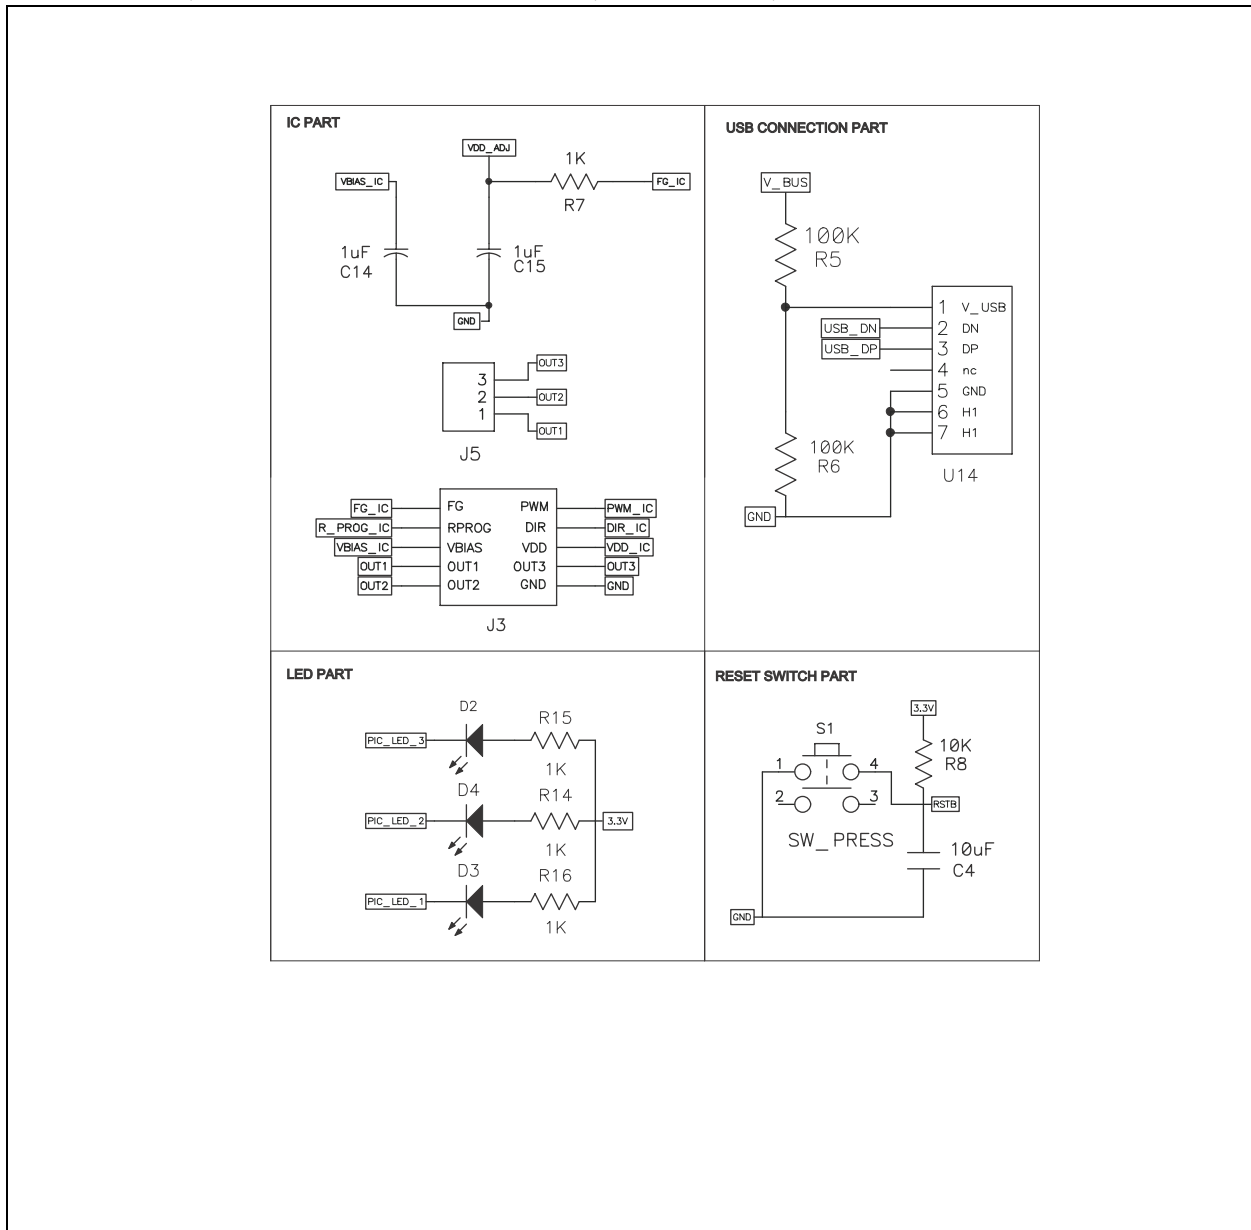 IC PART
VDD_ADJ
VBIAS_IC
1K
FG_IC
R7
1uF
C14
1uF
C15
GND
3
2
1
OUT3
OUT2
OUT1
J5
FG_IC
R_PROG_IC
VBIAS_IC
OUT1
OUT2
FG
RPROG
VBIAS
OUT1
OUT2
PWM
DIR
VDD
OUT3
GND
PWM_IC
DIR_IC
VDD_IC
OUT3
GND
J3
USB CONNECTION PART
V_BUS
100K
R5
USB_DN
USB_DP
1 V_USB
2 DN
3 DP
4 nc
5 GND
6 H1
7 H1
U14
100K
R6
GND
LED PART
D2
R15
PIC_LED_3
1K
D4
R14
PIC_LED_2
3.3V
1K
D3
R16
PIC_LED_1
1K
RESET SWITCH PART
3.3V
S1
10K
R8
1
4
2
3
RSTB
SW_PRESS
10uF
C4
GND